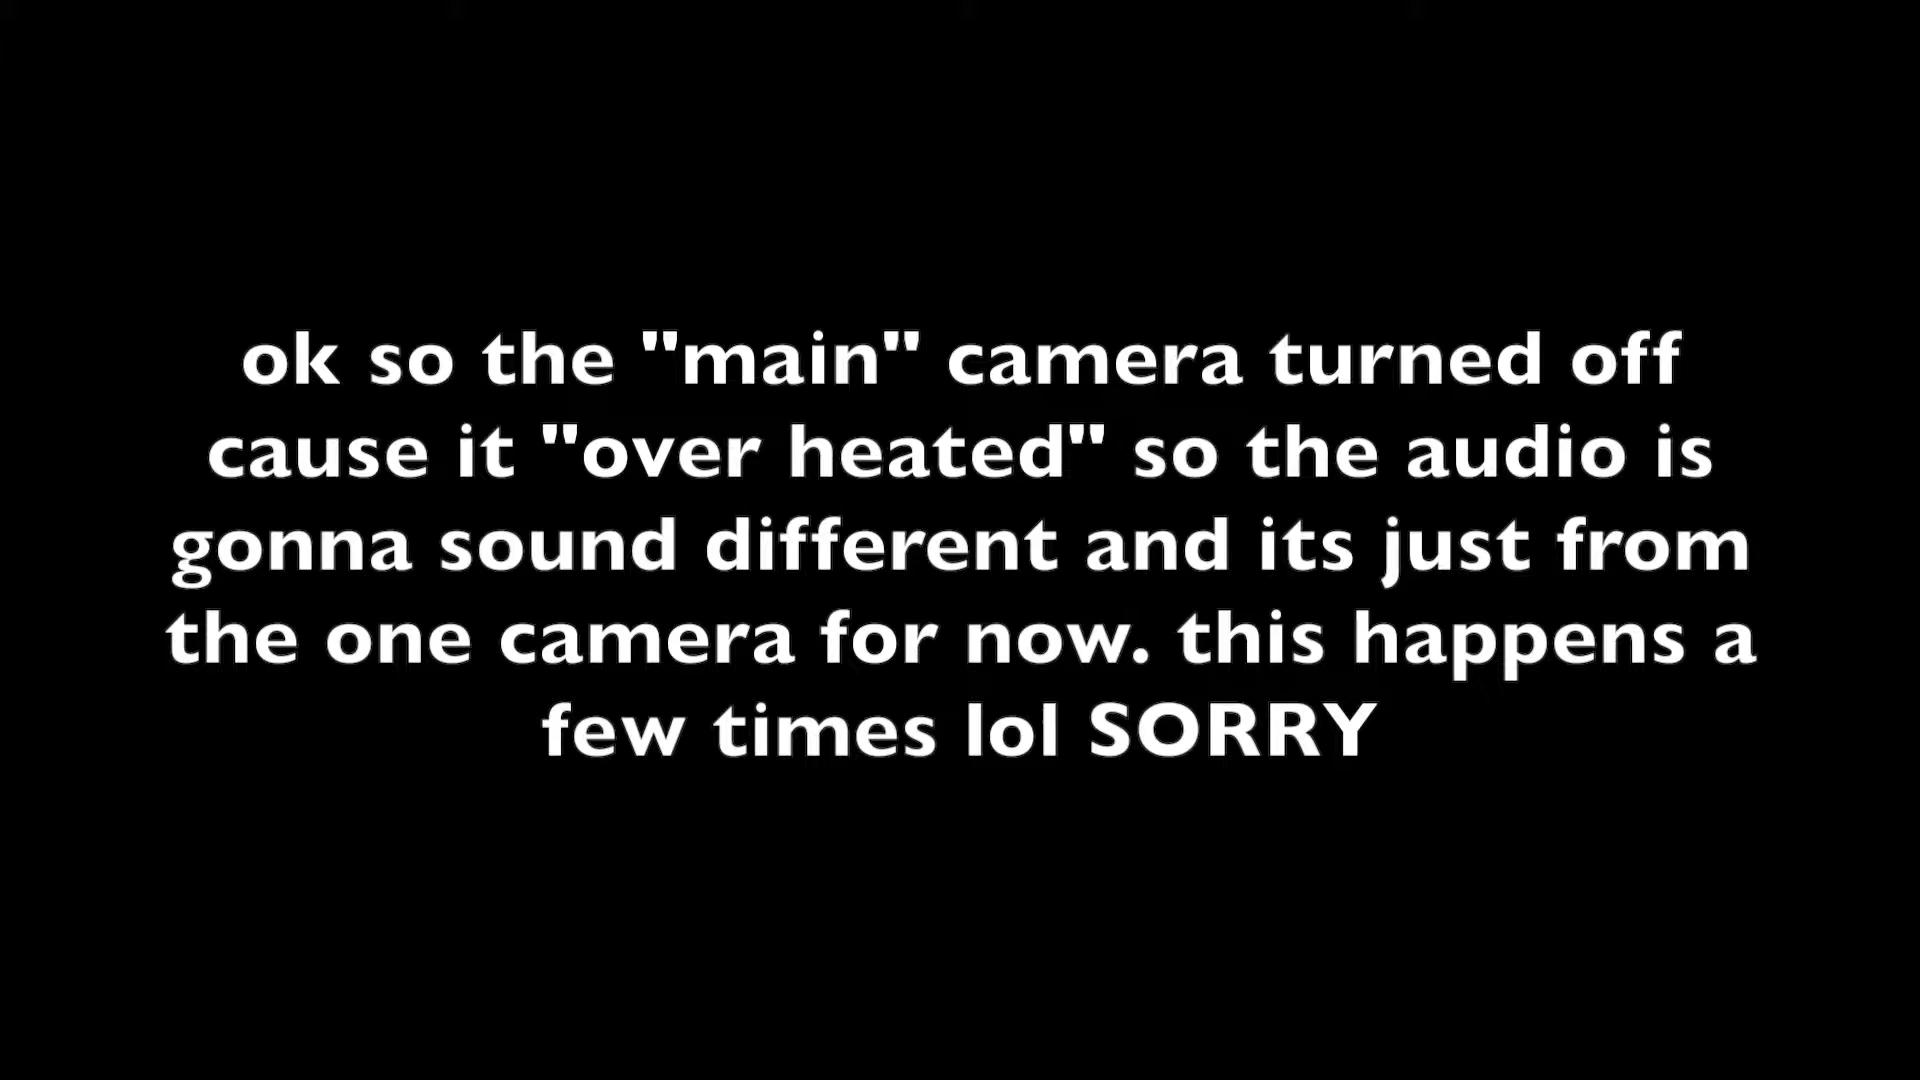 ok so the "main" camera turned off
cause it "over heated" so the audio is
gonna sound different and its just from
the one camera for now. this happens a
few times lol SORRY